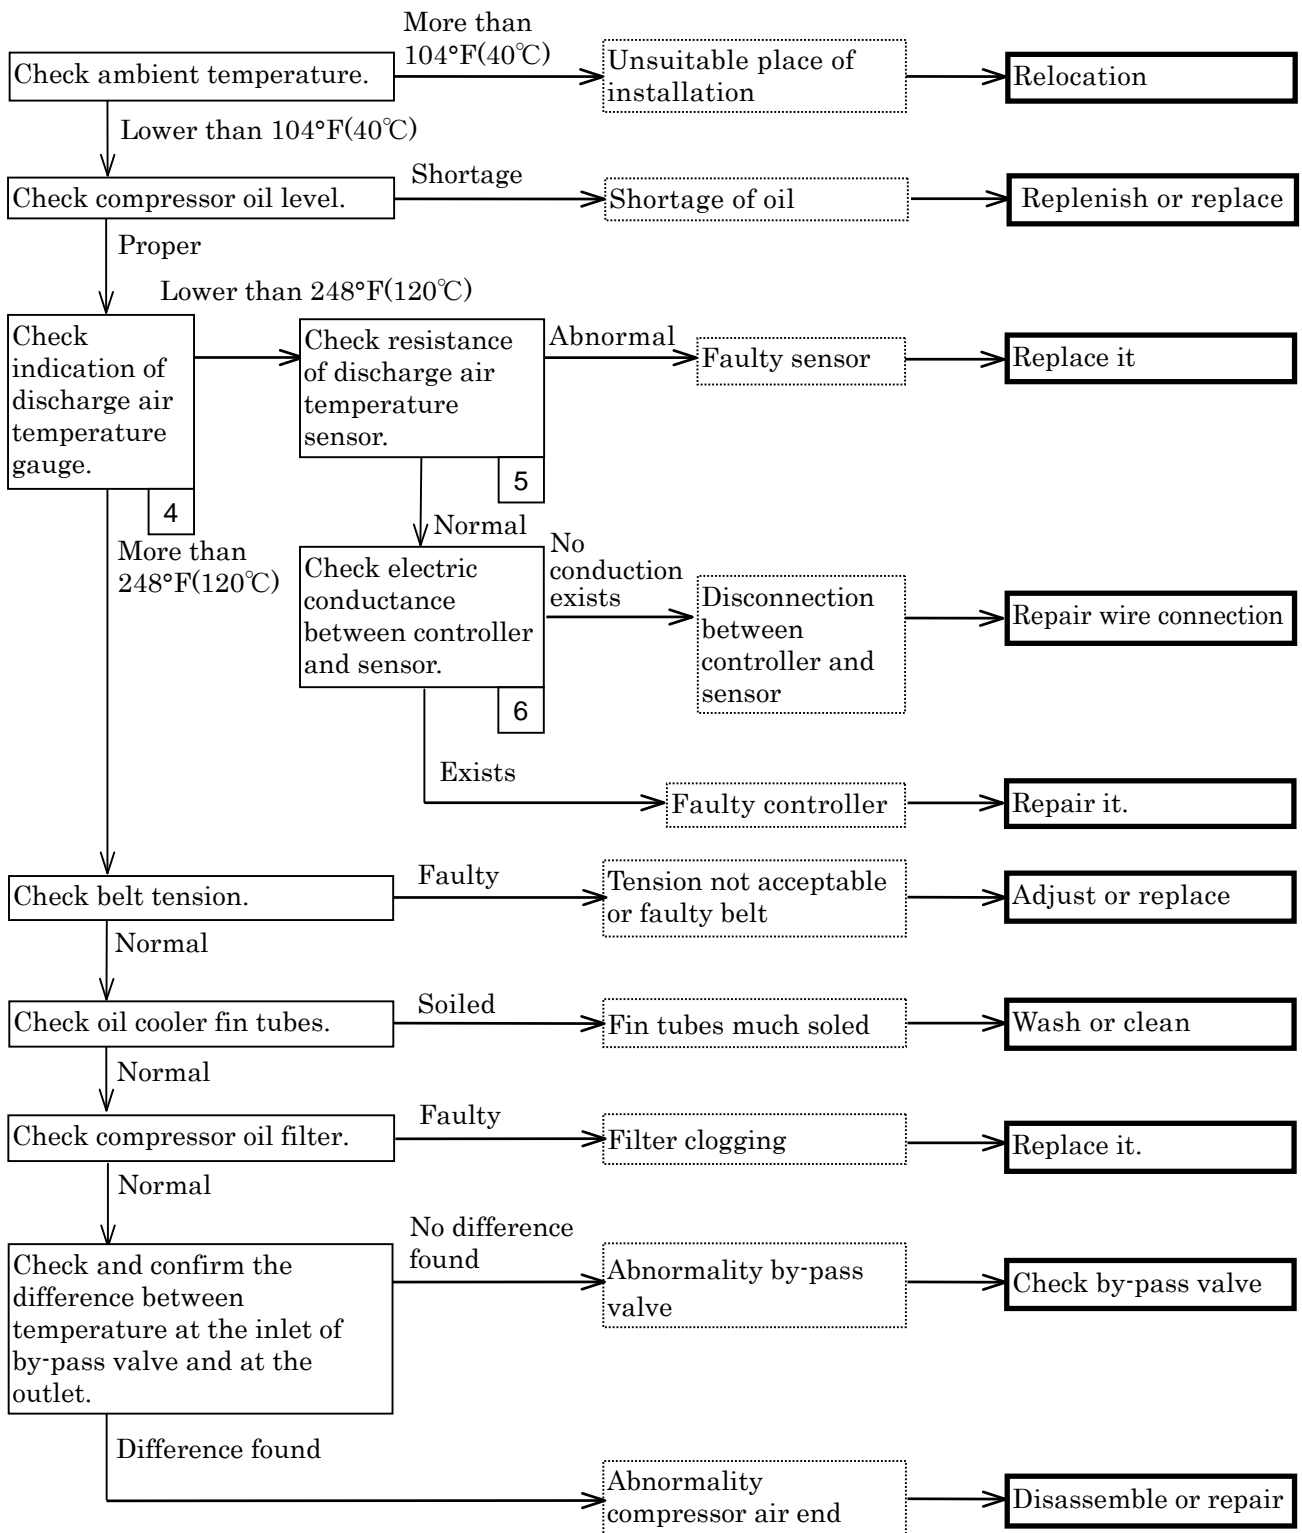 More than
104°F(40℃)
Check ambient temperature.
Unsuitable place of
installation
Relocation
Lower than 104°F(40℃)
Check compressor oil level.
Shortage
Shortage of oil
Replenish or replace
Proper
Lower than 248°F(120℃)
Check
indication of
discharge air
temperature
gauge.
4
Check resistance
of discharge air
temperature
sensor.
5
Abnormal
Faulty sensor
Replace it
Normal
More than
248°F(120℃)
Check electric
conductance
between controller
and sensor.
6
No
conduction
exists
Disconnection
between
controller and
sensor
Repair wire connection
Exists
Faulty controller
Repair it.
Check belt tension.
Faulty
Tension not acceptable
or faulty belt
Adjust or replace
Normal
Check oil cooler fin tubes.
Soiled
Fin tubes much soled
Wash or clean
Normal
Check compressor oil filter.
Faulty
Filter clogging
Replace it.
Normal
Check and confirm the
difference between
temperature at the inlet of
by-pass valve and at the
outlet.
No difference
found
Abnormality by-pass
valve
Check by-pass valve
Difference found
Abnormality
compressor air end
Disassemble or repair